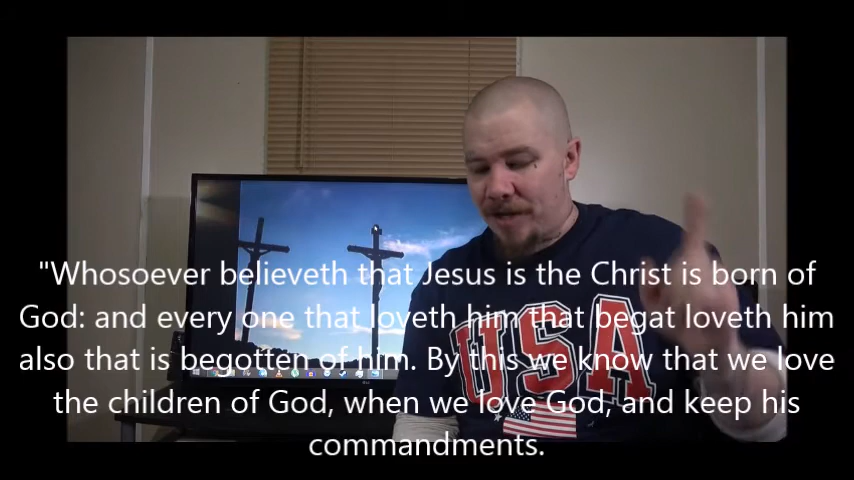 "Whosoever believeth that Jesus is the Christ is born of
God: and every one that loveth him that begat loveth him
also that is begotten of him. By this we know that we love
the children of God, when we love God, and keep his
commandments.
USA